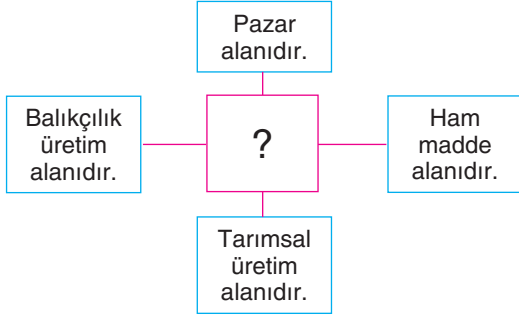 Pazar
alanıdır.
Balıkçılık
üretim
alanıdır.
?
Ham
madde
alanıdır.
Tarımsal
üretim
alanıdır.